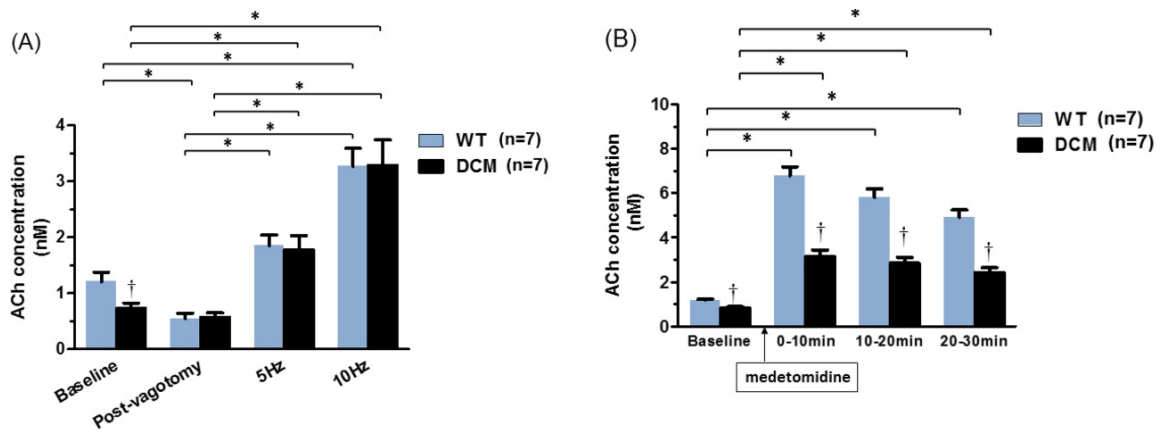 (A)
*
*
*
*
*
*
*
*
ACh concentration
(nM)
4
3
2
1
0
WT (n=7)
DCM (n=7)
†
Baseline
Post-vagotomy
5Hz
10Hz
(B)
*
*
*
*
*
*
ACh concentration
(nM)
10
8
6
4
2
0
WT (n=7)
DCM (n=7)
†
†
†
†
Baseline
0-10min
10-20min
20-30min
medetomidine